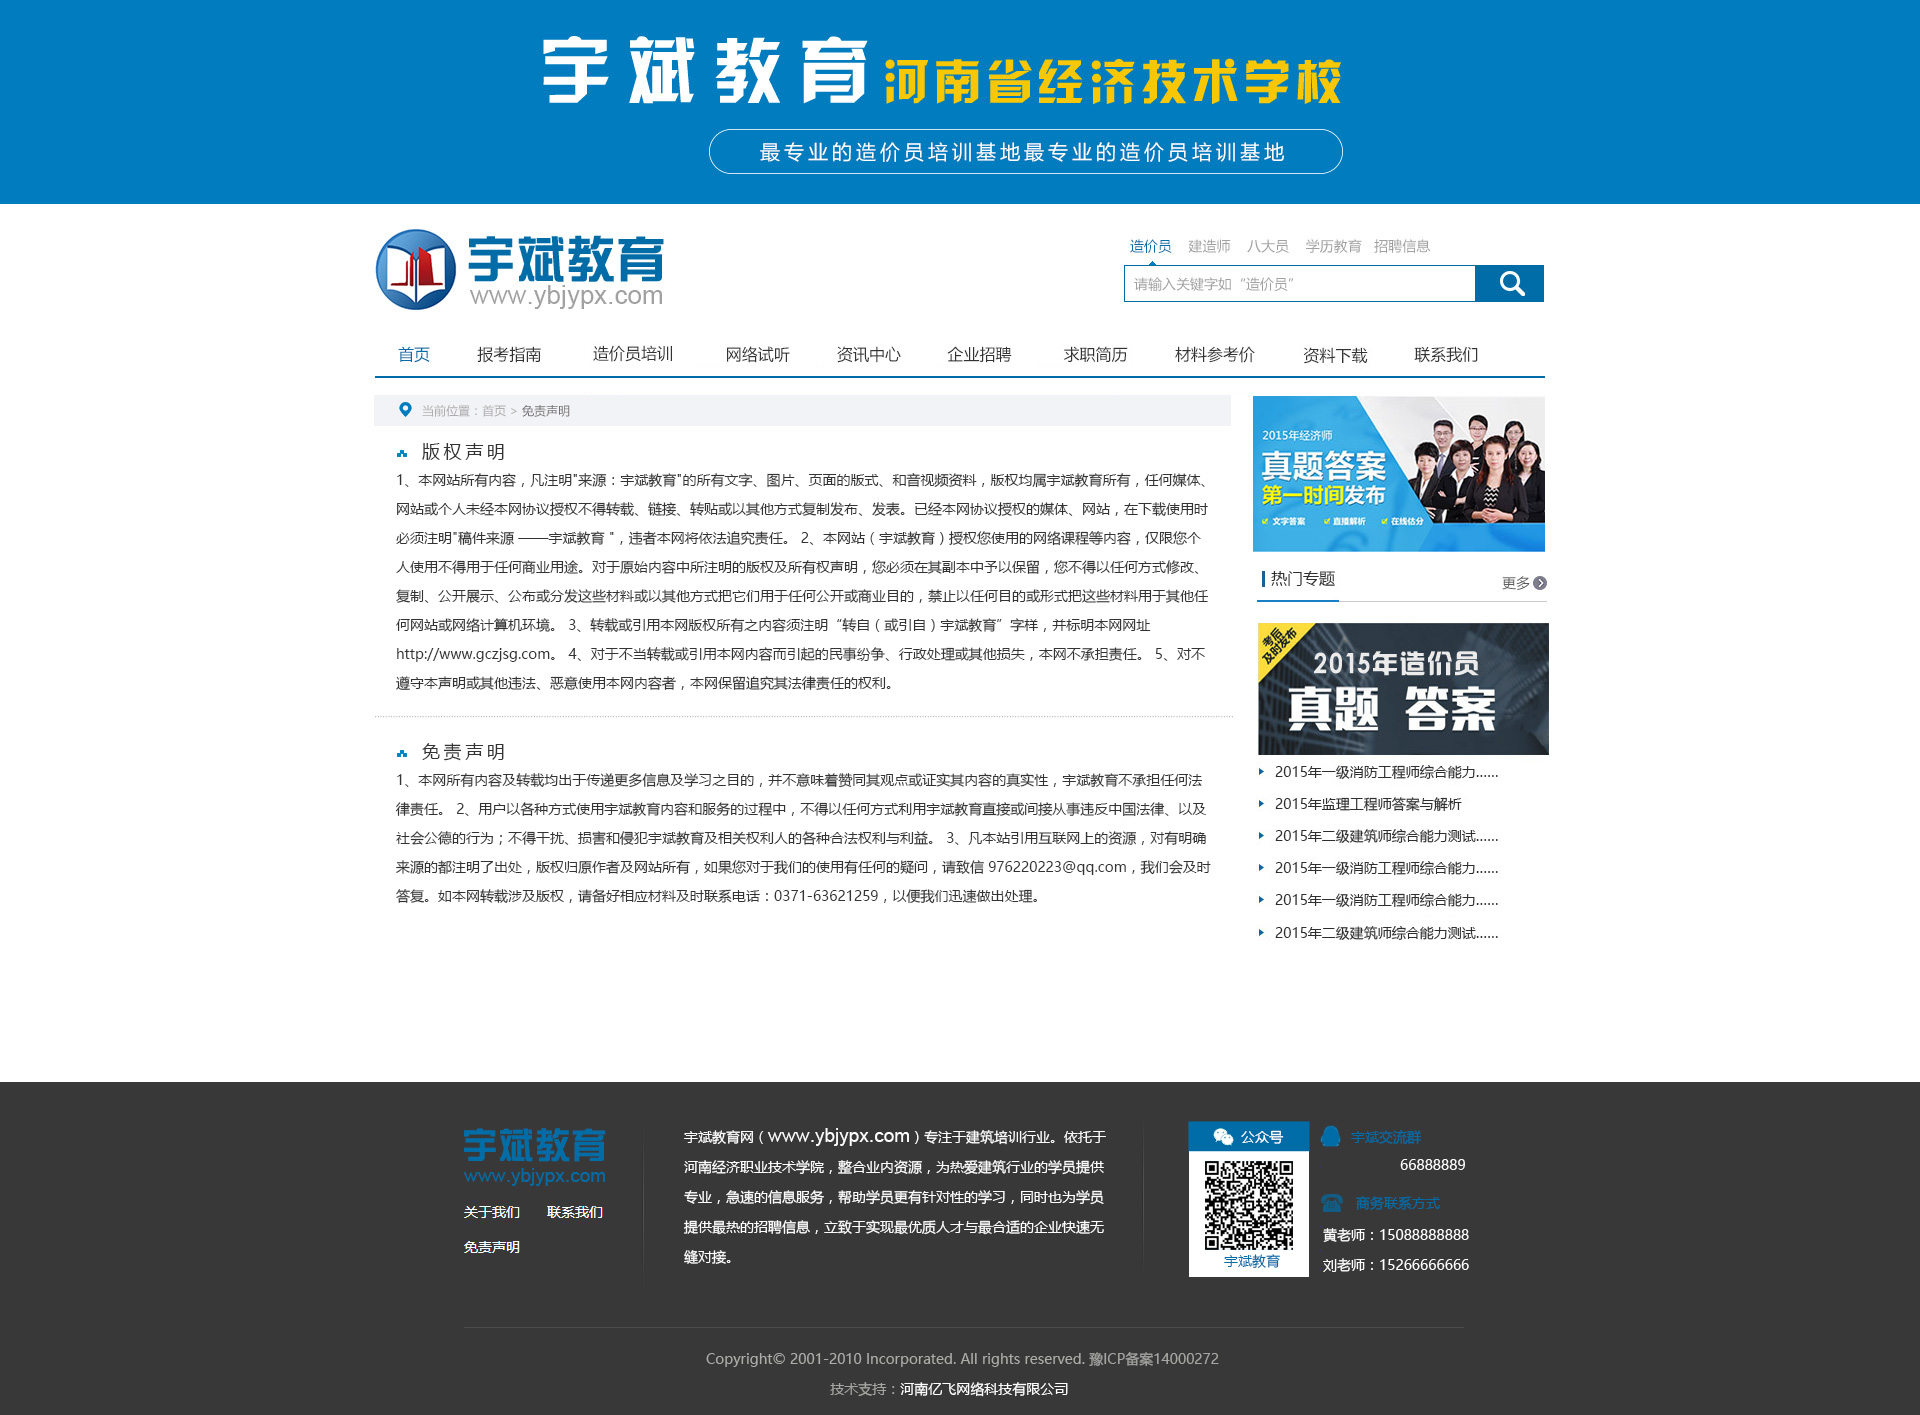 宇斌教育 河南省经济技术学校
最专业的造价员培训基地最专业的造价员培训基地
宇斌教育
www.ybjypx.com
造价员 建造师 八大员 学历教育 招聘信息
请输入关键字如“造价员”
首页 报考指南 造价员培训 网络试听 资讯中心 企业招聘 求职简历 材料参考价 资料下载 联系我们
当前位置：首页 > 免责声明
版权声明
1、本网站所有内容，凡注明"来源：宇斌教育"的所有文字、图片、页面的版式、和音视频资料，版权均属宇斌教育所有，任何媒体、
网站或个人未经本网协议授权不得转载、链接、转贴或以其他方式复制发布、发表。已经本网协议授权的媒体、网站，在下载使用时
必须注明"稿件来源 ——宇斌教育 "，违者本网将依法追究责任。 2、本网站（宇斌教育）授权您使用的网络课程等内容，仅限您个
人使用不得用于任何商业用途。对于原始内容中所注明的版权及所有权声明，您必须在其副本中予以保留，您不得以任何方式修改、
复制、公开展示、公布或分发这些材料或以其他方式把它们用于任何公开或商业目的，禁止以任何目的或形式把这些材料用于其他任
何网站或网络计算机环境。 3、转载或引用本网版权所有之内容须注明“转自（或引自）宇斌教育”字样，并标明本网网址
http://www.gczjsg.com。 4、对于不当转载或引用本网内容而引起的民事纷争、行政处理或其他损失，本网不承担责任。 5、对不
遵守本声明或其他违法、恶意使用本网内容者，本网保留追究其法律责任的权利。
免责声明
1、本网所有内容及转载均出于传递更多信息及学习之目的，并不意味着赞同其观点或证实其内容的真实性，宇斌教育不承担任何法
律责任。 2、用户以各种方式使用宇斌教育内容和服务的过程中，不得以任何方式利用宇斌教育直接或间接从事违反中国法律、以及
社会公德的行为；不得干扰、损害和侵犯宇斌教育及相关权利人的各种合法权利与利益。 3、凡本站引用互联网上的资源，对有明确
来源的都注明了出处，版权归原作者及网站所有，如果您对于我们的使用有任何的疑问，请致信 976220223@qq.com，我们会及时
答复。如本网转载涉及版权，请备好相应材料及时联系电话：0371-63621259，以便我们迅速做出处理。
2015年经济师
真题答案
第一时间发布
文字答案 直播解析 在线估分
热门专题 更多
考后
及时发布
2015年造价员
真题 答案
2015年一级消防工程师综合能力......
2015年监理工程师答案与解析
2015年二级建筑师综合能力测试......
2015年一级消防工程师综合能力......
2015年一级消防工程师综合能力......
2015年二级建筑师综合能力测试......
宇斌教育
www.ybjypx.com
关于我们 联系我们
免责声明
宇斌教育网（www.ybjypx.com）专注于建筑培训行业。依托于
河南经济职业技术学院，整合业内资源，为热爱建筑行业的学员提供
专业，急速的信息服务，帮助学员更有针对性的学习，同时也为学员
提供最热的招聘信息，立致于实现最优质人才与最合适的企业快速无
缝对接。
公众号
宇斌教育
宇斌交流群
66888889
商务联系方式
黄老师：15088888888
刘老师：15266666666
Copyright© 2001-2010 Incorporated. All rights reserved. 豫ICP备案14000272
技术支持：河南亿飞网络科技有限公司